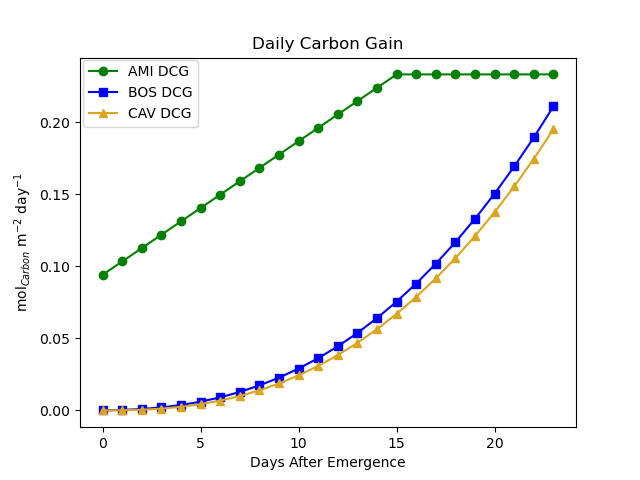 Daily Carbon Gain
AMI DCG
BOS DCG
CAV DCG
mol_Carbon m⁻² day⁻¹
0.20
0.15
0.10
0.05
0.00
0 5 10 15 20
Days After Emergence